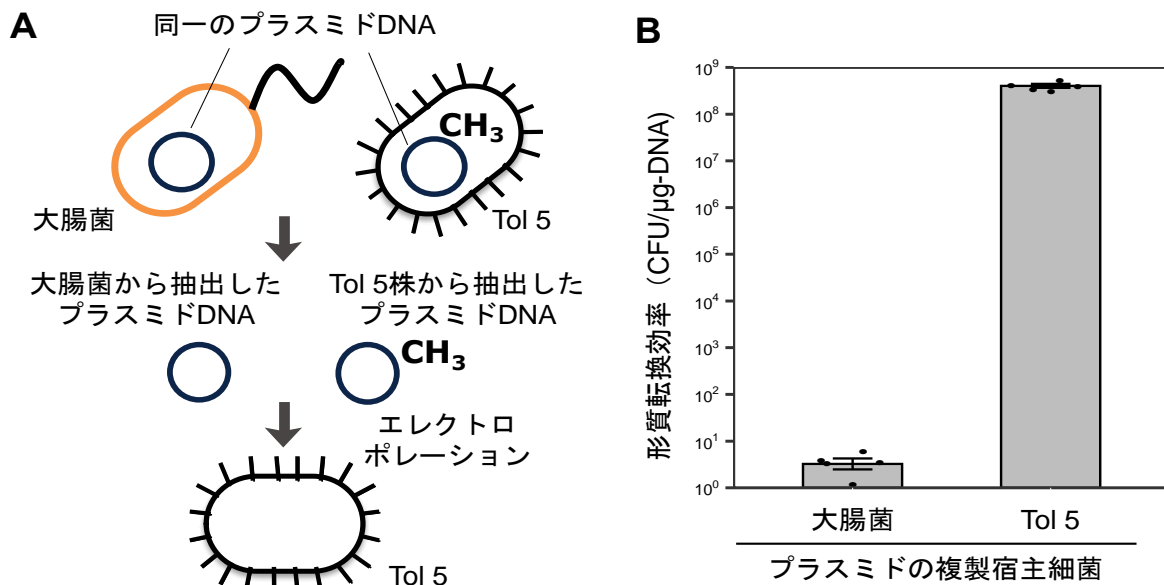 A
同一のプラスミドDNA
CH3
大腸菌
Tol 5
大腸菌から抽出した
プラスミドDNA
Tol 5株から抽出した
プラスミドDNA
CH3
エレクトロ
ポレーション
Tol 5
B
形質転換効率（CFU/µg-DNA)
10⁹
10⁸
10⁷
10⁶
10⁵
10⁴
10³
10²
10¹
10⁰
大腸菌
Tol 5
プラスミドの複製宿主細菌